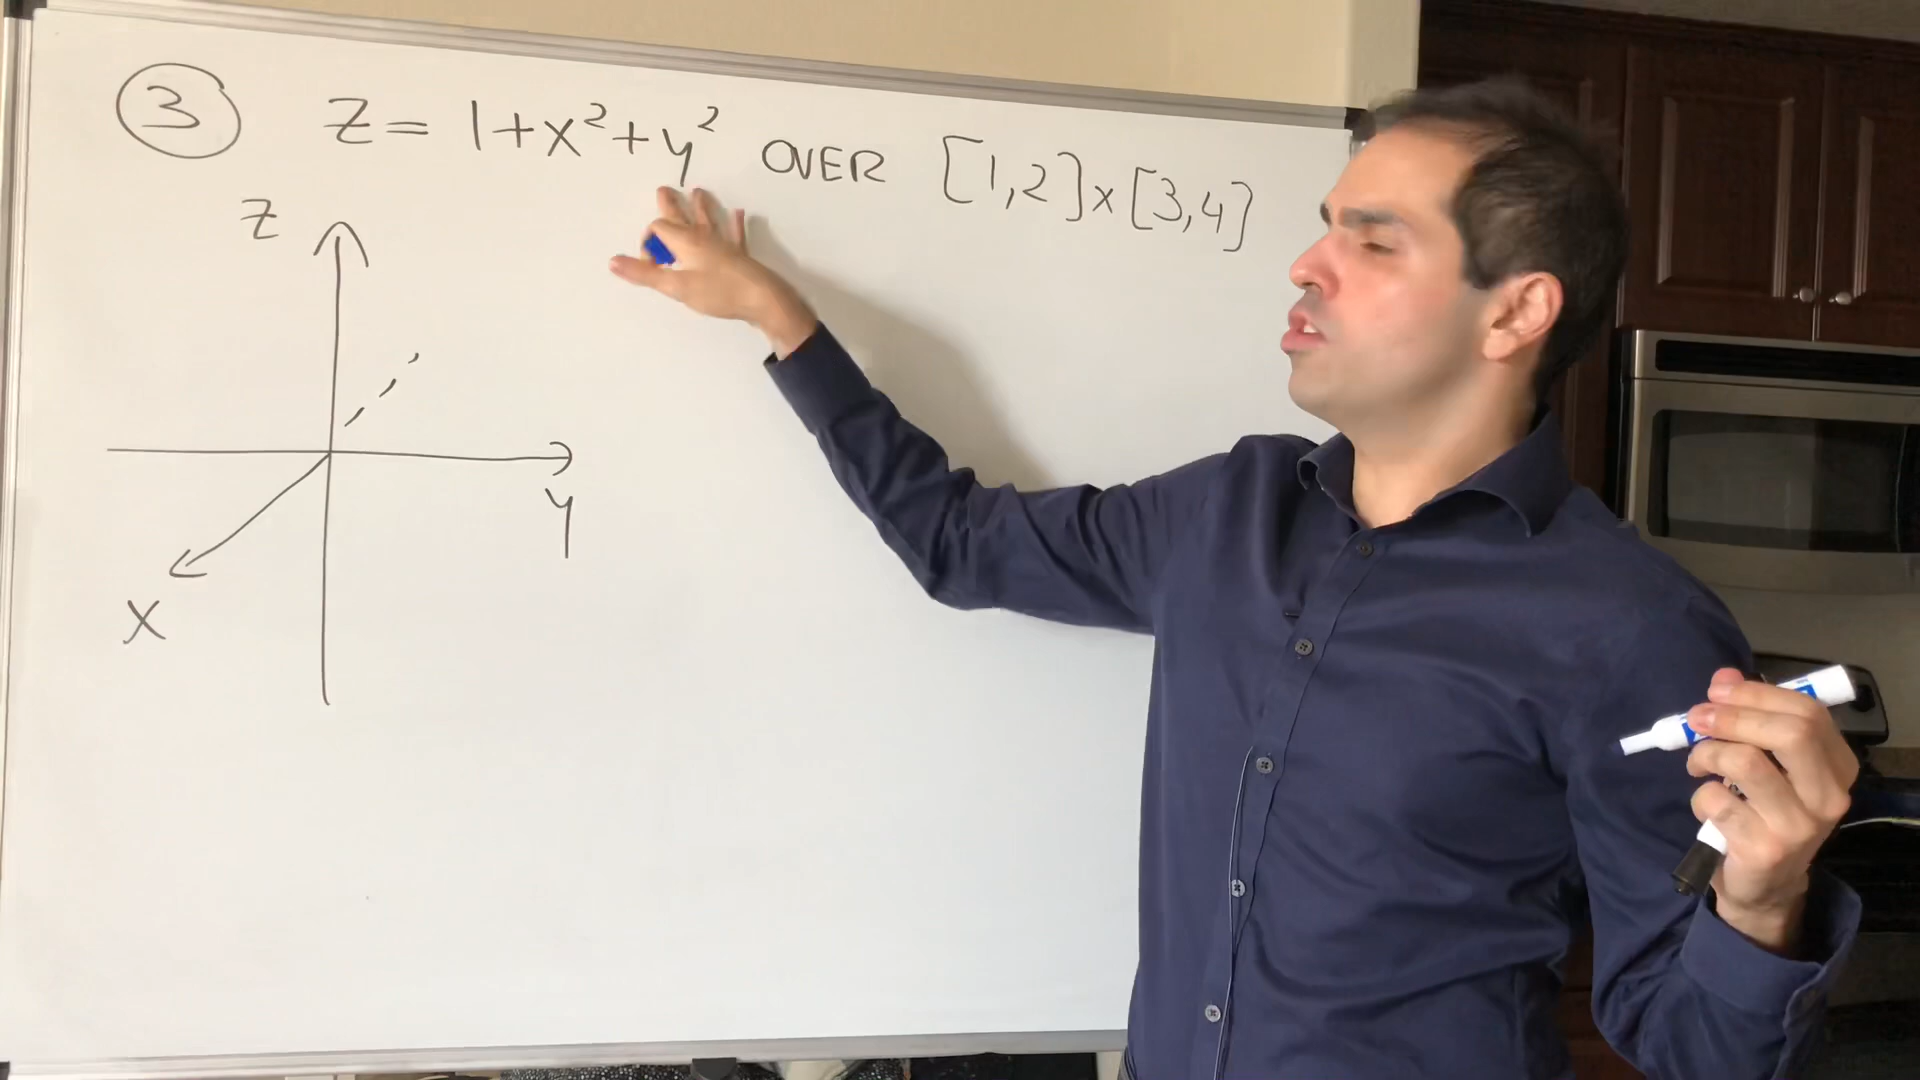 ③ Z = 1+x²+y² OVER [1,2]x[3,4]
Z
y
X